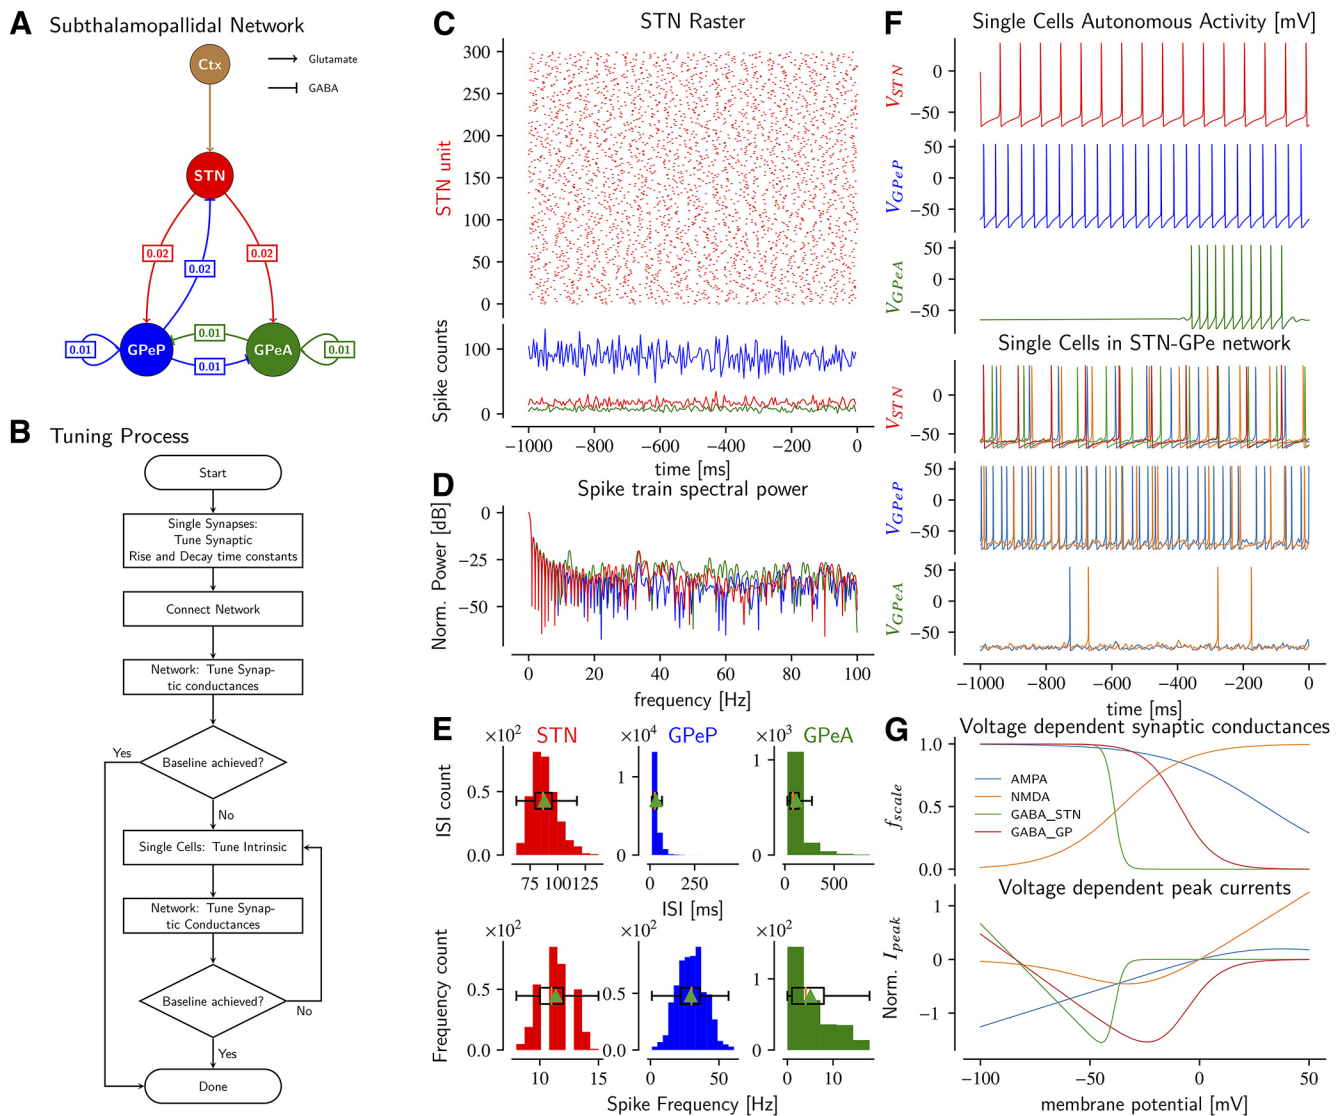 A Subthalamopallidal Network
Ctx
Glutamate
GABA
STN
0.02
0.02
0.02
0.01
GPeP
0.01
0.01
GPeA
0.01
B Tuning Process
Start
Single Synapses:
Tune Synaptic
Rise and Decay time constants
Connect Network
Network: Tune Synap-
tic conductances
Yes
Baseline achieved?
No
Single Cells: Tune Intrinsic
Network: Tune Synap-
tic Conductances
Baseline achieved?
No
Yes
Done
C STN Raster
STN unit
300
250
200
150
100
50
0
Spike counts
100
0
−1000 −800 −600 −400 −200 0
time [ms]
D Spike train spectral power
Norm. Power [dB]
0
−25
−50
0 20 40 60 80 100
frequency [Hz]
E
×10² STN ×10⁴ GPeP ×10³ GPeA
ISI count
0.5
0.0
75 100 125
1
0
0 250
1
0
0 500
ISI [ms]
Frequency count
×10² ×10² ×10²
0.5
0.0
10 15
0.5
0.0
0 50
1
0
0 10
Spike Frequency [Hz]
F Single Cells Autonomous Activity [mV]
V_STN
0
−50
V_GPeP
50
0
−50
V_GPeA
50
0
−50
Single Cells in STN-GPe network
V_STN
0
−50
V_GPeP
50
0
−50
V_GPeA
50
0
−50
−1000 −800 −600 −400 −200 0
time [ms]
G Voltage dependent synaptic conductances
f_scale
1.0
0.5
0.0
AMPA
NMDA
GABA_STN
GABA_GP
Voltage dependent peak currents
Norm. I_peak
1
0
−1
−100 −50 0 50
membrane potential [mV]